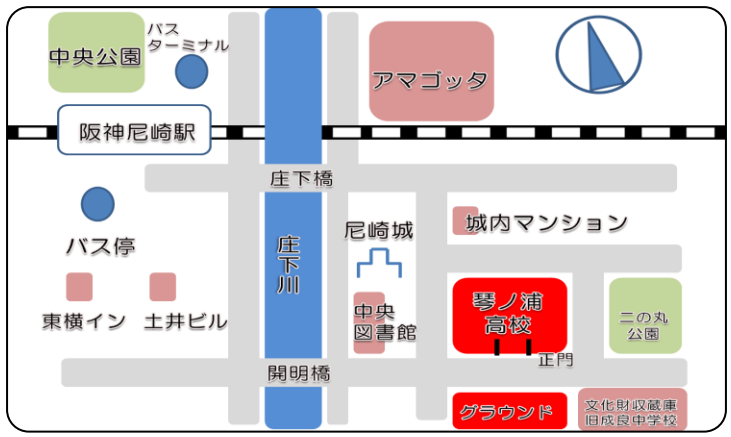 中央公園
バス
ターミナル
アマゴッタ
阪神尼崎駅
庄下橋
バス停
庄下川
尼崎城
城内マンション
東横イン
土井ビル
中央
図書館
琴ノ浦
高校
正門
二の丸
公園
開明橋
グラウンド
文化財収蔵庫
旧成良中学校